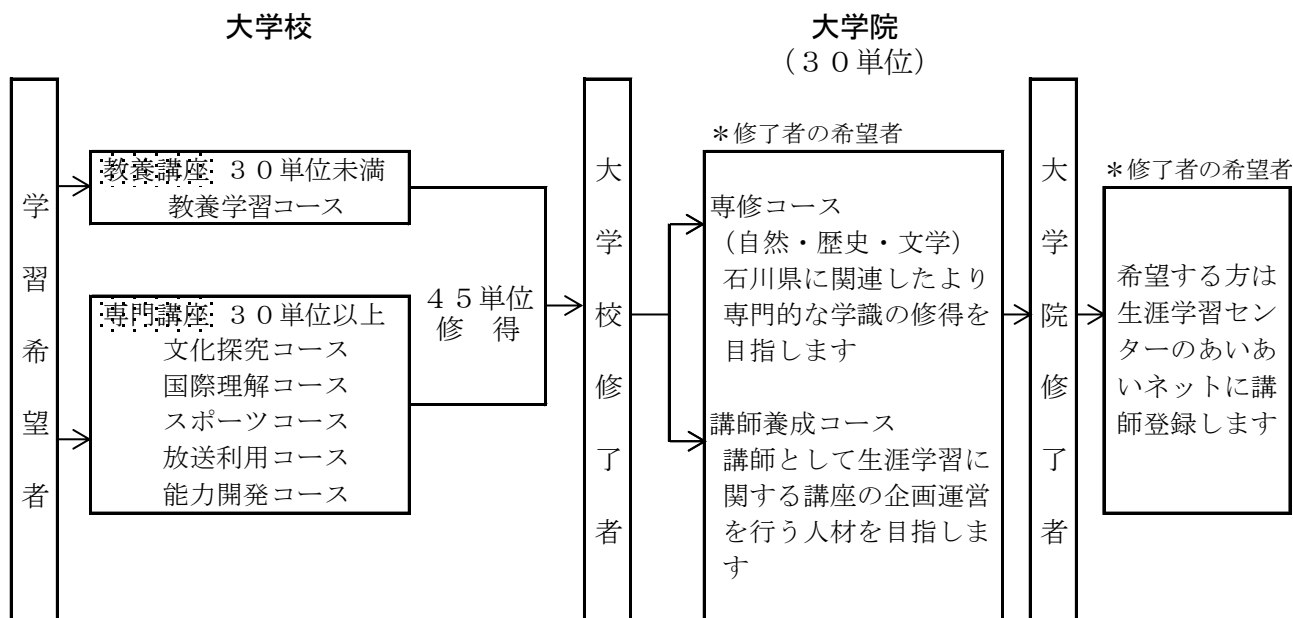 大学校
大学院
（３０単位）
学習希望者
教養講座 ３０単位未満
教養学習コース
専門講座 ３０単位以上
文化探究コース
国際理解コース
スポーツコース
放送利用コース
能力開発コース
４５単位
修　得
大学校修了者
＊修了者の希望者
専修コース
（自然・歴史・文学）
石川県に関連したより
専門的な学識の修得を
目指します
講師養成コース
講師として生涯学習に
関する講座の企画運営
を行う人材を目指しま
す
大学院修了者
＊修了者の希望者
希望する方は
生涯学習セン
ターのあいあ
いネットに講
師登録します